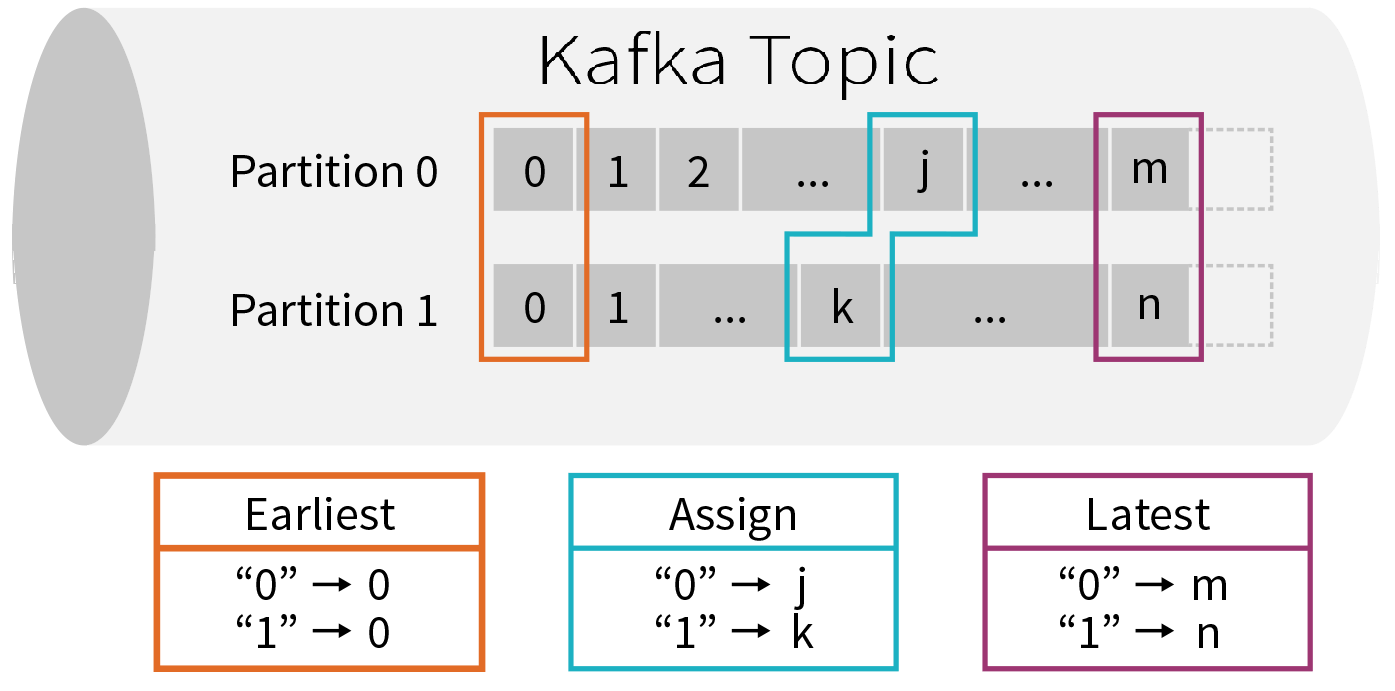 Kafka Topic
Partition 0 0 1 2 ... j ... m
Partition 1 0 1 ... k ... n
Earliest
“0” → 0
“1” → 0
Assign
“0” → j
“1” → k
Latest
“0” → m
“1” → n